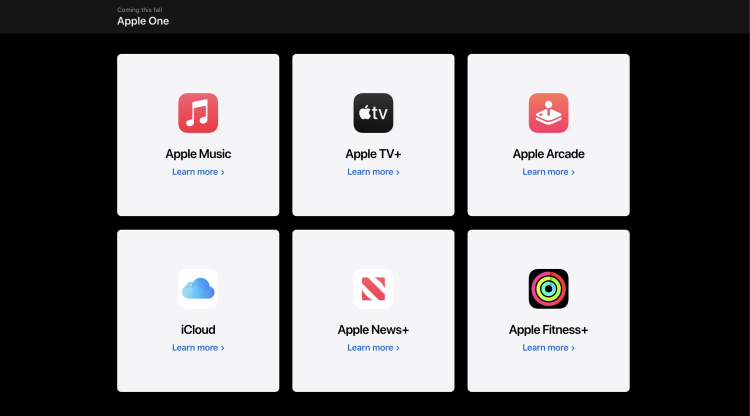 Coming this fall
Apple One
tv
Apple Music
Apple TV+
Apple Arcade
Learn more >
Learn more >
Learn more >
iCloud
Apple News+
Apple Fitness+
Learn more >
Learn more >
Learn more >